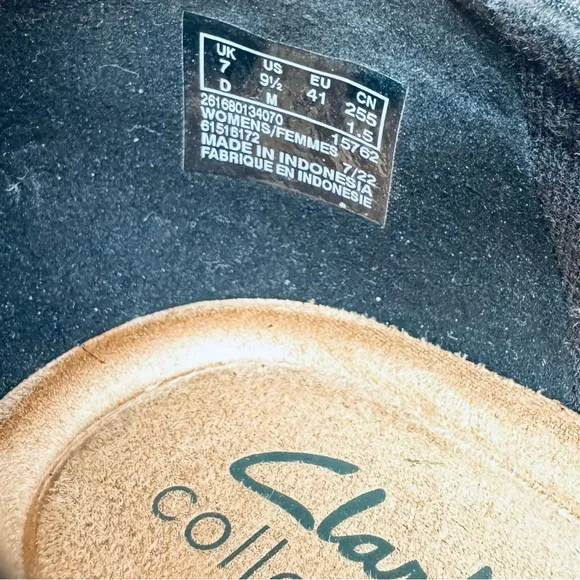 UK US EU CN
7 9½ 41 255
D M 1.5
261680134070 15762
WOMENS/FEMMES
61516172 7/22
MADE IN INDONESIA
FABRIQUE EN INDONESIE
Clark
colle